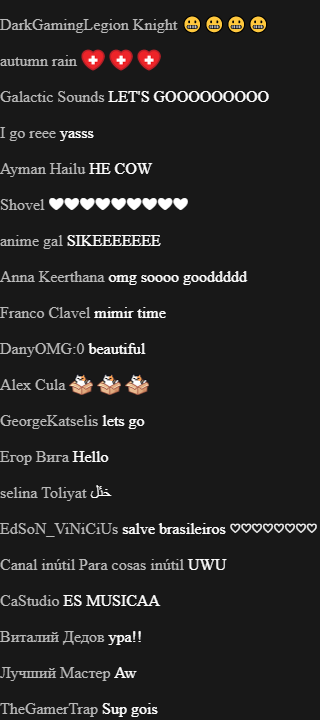 DarkGamingLegion Knight 😬😬😬😬
autumn rain
Galactic Sounds LET'S GOOOOOOOOO
I go reee yasss
Ayman Hailu HE COW
Shovel 🤍🤍🤍🤍🤍🤍🤍🤍🤍
anime gal SIKEEEEEEE
Anna Keerthana omg soooo gooddddd
Franco Clavel mimir time
DanyOMG:0 beautiful
Alex Cula
GeorgeKatselis lets go
Егор Вига Hello
selina Toliyat
EdSoN_ViNiCiUs salve brasileiros ♡♡♡♡♡♡♡♡
Canal inútil Para cosas inútil UWU
CaStudio ES MUSICAA
Виталий Дедов ура!!
Лучший Мастер Aw
TheGamerTrap Sup gois